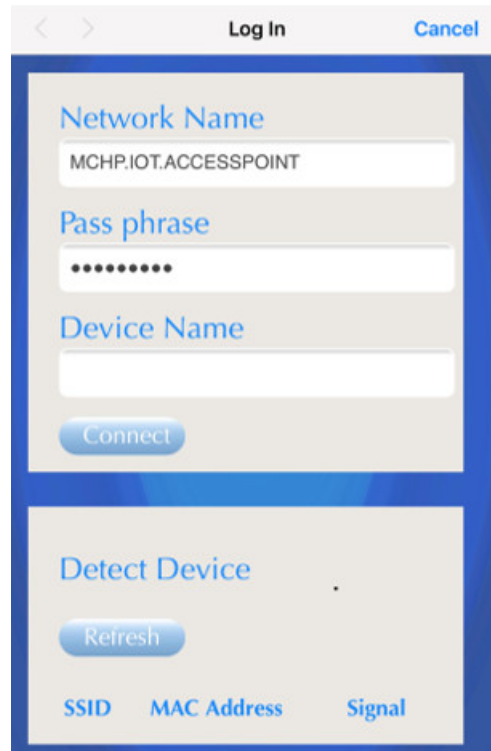 Log In Cancel
Network Name
MCHP.IOT.ACCESSPOINT
Pass phrase
•••••••••
Device Name
Connect
Detect Device
Refresh
SSID MAC Address Signal